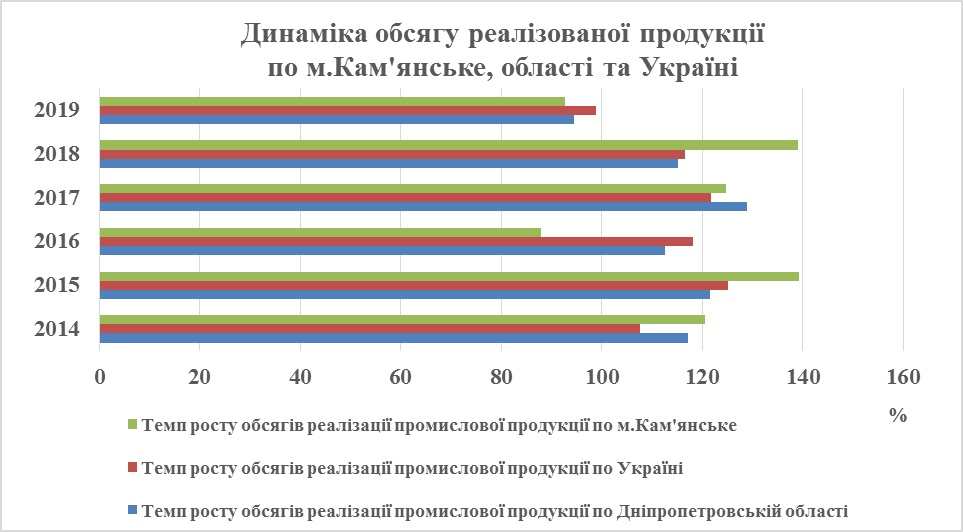 Динаміка обсягу реалізованої продукції
по м.Кам'янське, області та Україні
2019
2018
2017
2016
2015
2014
0 20 40 60 80 100 120 140 160
%
Темп росту обсягів реалізації промислової продукції по м.Кам'янське
Темп росту обсягів реалізації промислової продукції по Україні
Темп росту обсягів реалізації промислової продукції по Дніпропетровській області